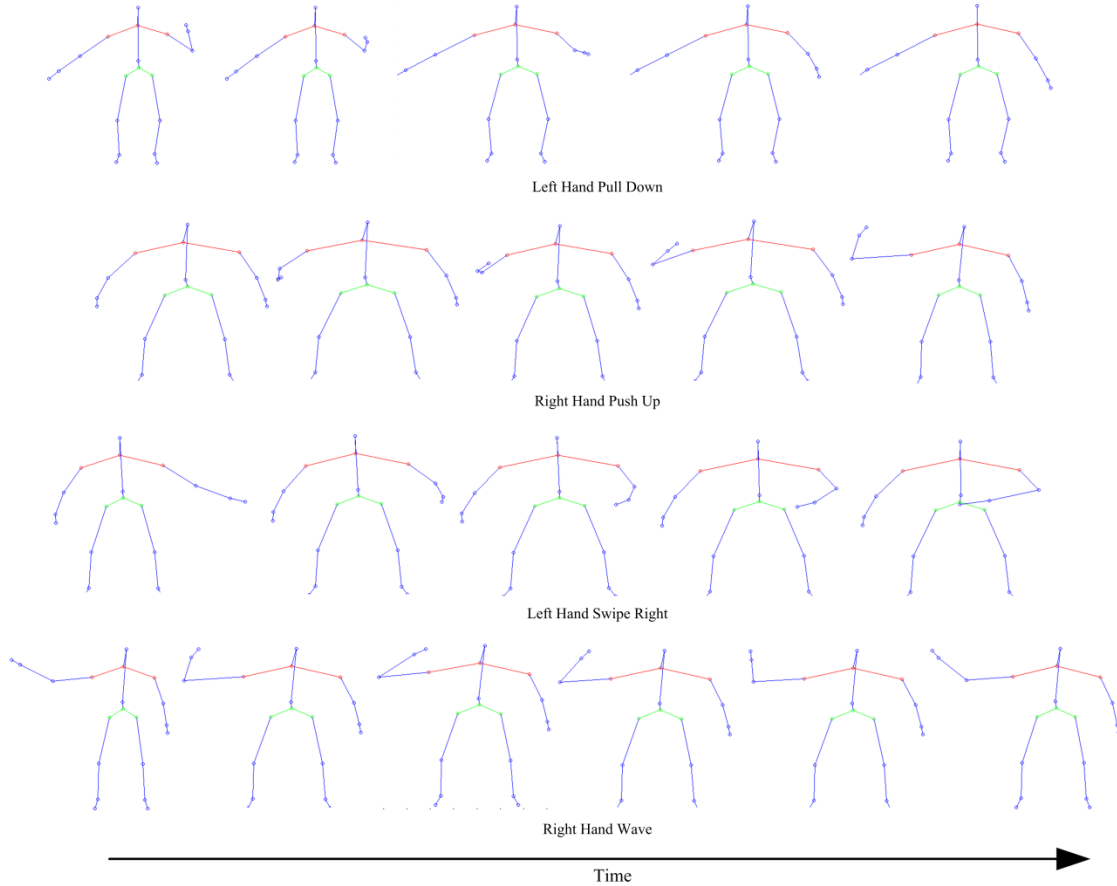 Left Hand Pull Down
Right Hand Push Up
Left Hand Swipe Right
Right Hand Wave
Time